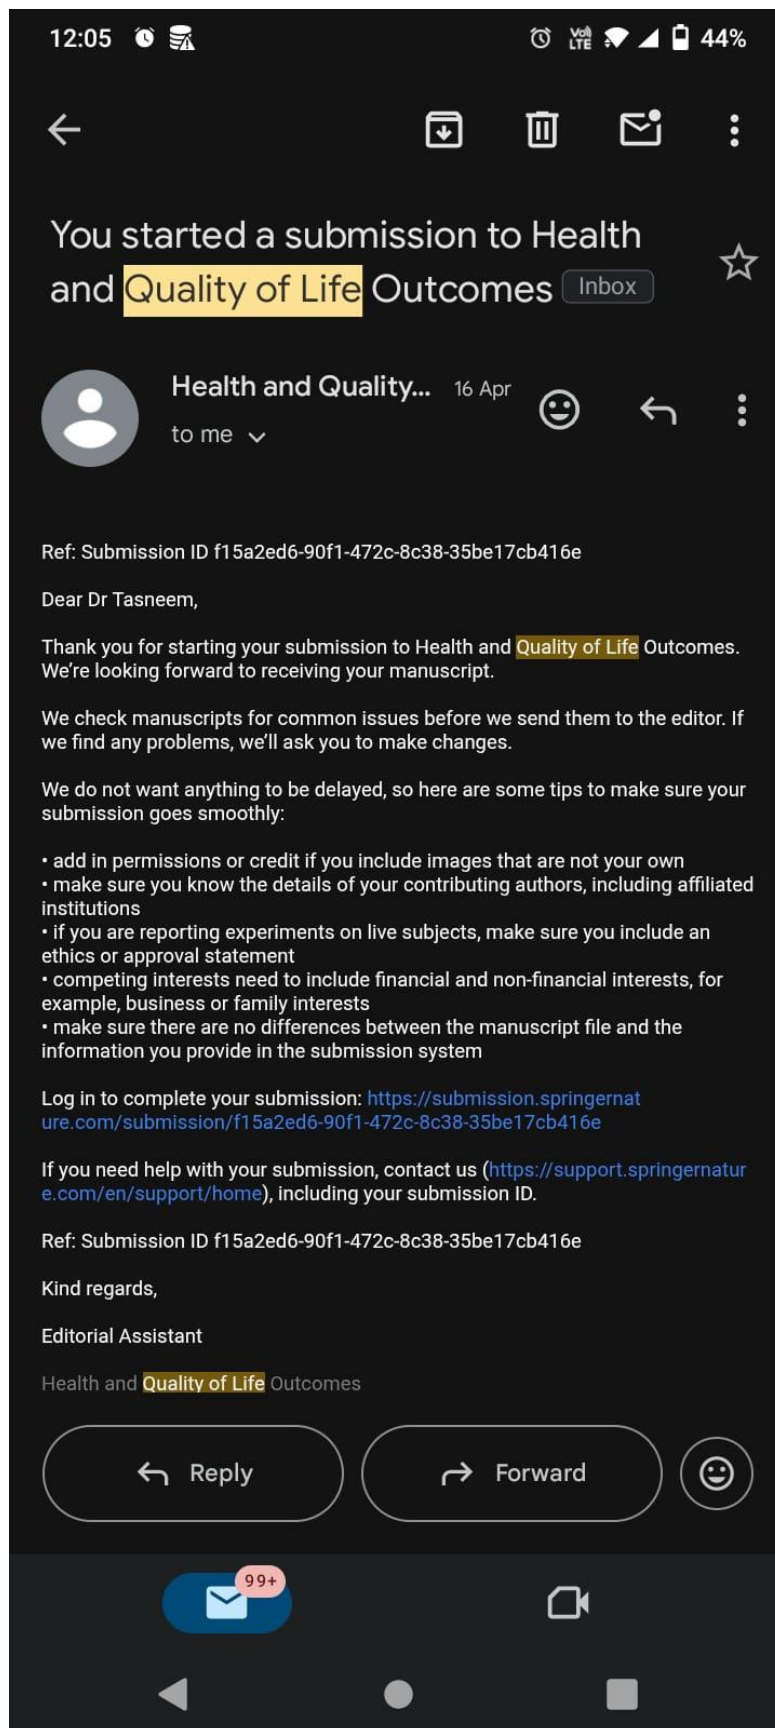 12:05
Vo) LTE
44%
You started a submission to Health
and Quality of Life Outcomes Inbox
Health and Quality... 16 Apr
to me
Ref: Submission ID f15a2ed6-90f1-472c-8c38-35be17cb416e
Dear Dr Tasneem,
Thank you for starting your submission to Health and Quality of Life Outcomes.
We're looking forward to receiving your manuscript.
We check manuscripts for common issues before we send them to the editor. If
we find any problems, we'll ask you to make changes.
We do not want anything to be delayed, so here are some tips to make sure your
submission goes smoothly:
• add in permissions or credit if you include images that are not your own
• make sure you know the details of your contributing authors, including affiliated
institutions
• if you are reporting experiments on live subjects, make sure you include an
ethics or approval statement
• competing interests need to include financial and non-financial interests, for
example, business or family interests
• make sure there are no differences between the manuscript file and the
information you provide in the submission system
Log in to complete your submission: https://submission.springernat
ure.com/submission/f15a2ed6-90f1-472c-8c38-35be17cb416e
If you need help with your submission, contact us (https://support.springernatur
e.com/en/support/home), including your submission ID.
Ref: Submission ID f15a2ed6-90f1-472c-8c38-35be17cb416e
Kind regards,
Editorial Assistant
Health and Quality of Life Outcomes
Reply
Forward
99+